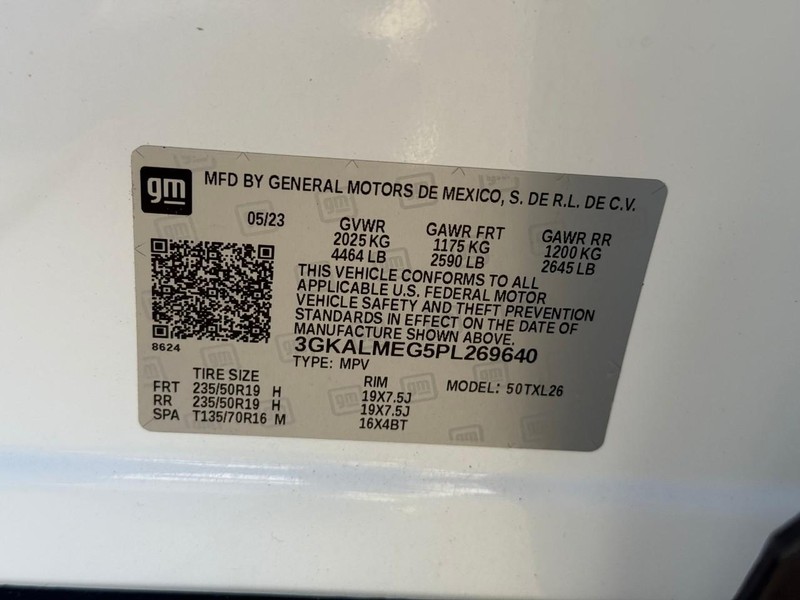 gm MFD BY GENERAL MOTORS DE MEXICO, S. DE R.L. DE C.V.
05/23 GVWR GAWR FRT GAWR RR
2025 KG 1175 KG 1200 KG
4464 LB 2590 LB 2645 LB
THIS VEHICLE CONFORMS TO ALL
APPLICABLE U.S. FEDERAL MOTOR
VEHICLE SAFETY AND THEFT PREVENTION
STANDARDS IN EFFECT ON THE DATE OF
MANUFACTURE SHOWN ABOVE.
8624 3GKALMEG5PL269640
TYPE: MPV
TIRE SIZE RIM MODEL: 50TXL26
FRT 235/50R19 H 19X7.5J
RR 235/50R19 H 19X7.5J
SPA T135/70R16 M 16X4BT